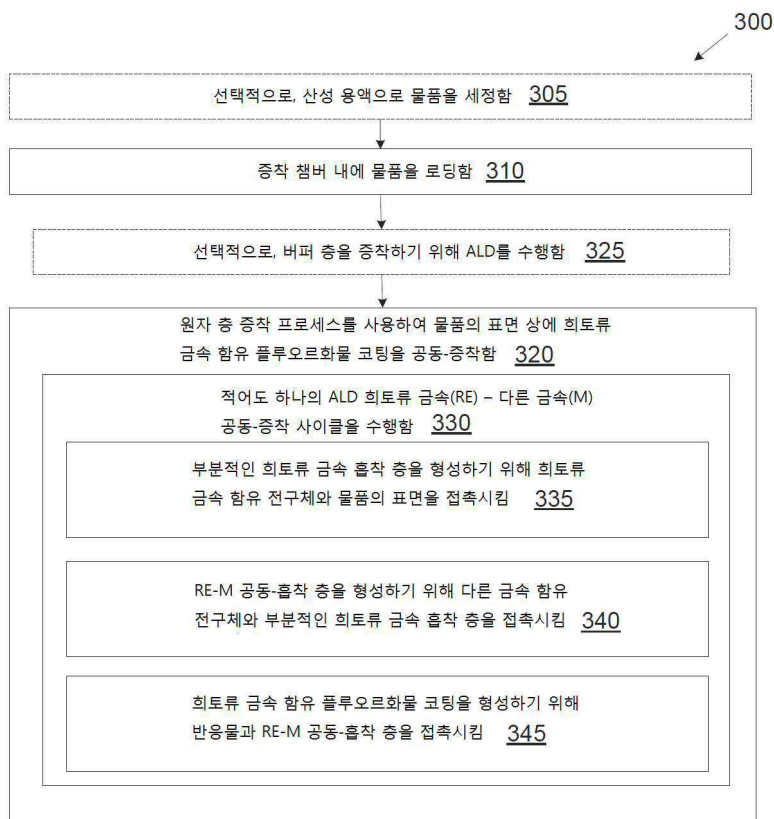 300
선택적으로, 산성 용액으로 물품을 세정함 305
증착 챔버 내에 물품을 로딩함 310
선택적으로, 버퍼 층을 증착하기 위해 ALD를 수행함 325
원자 층 증착 프로세스를 사용하여 물품의 표면 상에 희토류
금속 함유 플루오르화물 코팅을 공동-증착함 320
적어도 하나의 ALD 희토류 금속(RE) – 다른 금속(M)
공동-증착 사이클을 수행함 330
부분적인 희토류 금속 흡착 층을 형성하기 위해 희토류
금속 함유 전구체와 물품의 표면을 접촉시킴 335
RE-M 공동-흡착 층을 형성하기 위해 다른 금속 함유
전구체와 부분적인 희토류 금속 흡착 층을 접촉시킴 340
희토류 금속 함유 플루오르화물 코팅을 형성하기 위해
반응물과 RE-M 공동-흡착 층을 접촉시킴 345